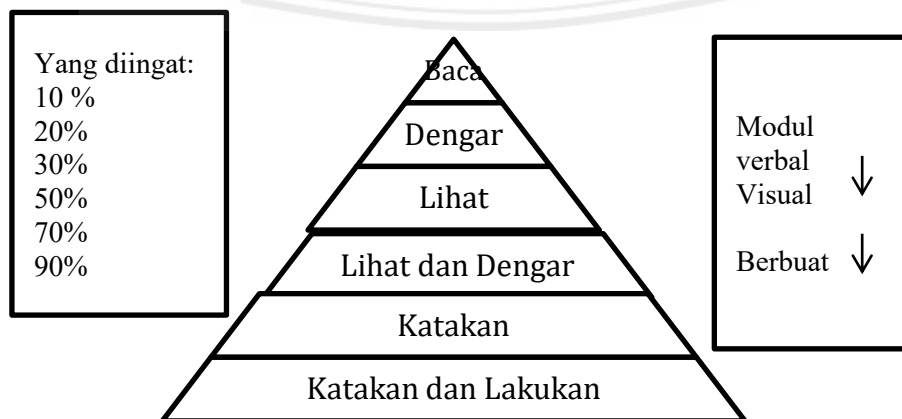 Yang diingat:
10 %
20%
30%
50%
70%
90%
Baca
Dengar
Lihat
Lihat dan Dengar
Katakan
Katakan dan Lakukan
Modul
verbal
Visual
Berbuat